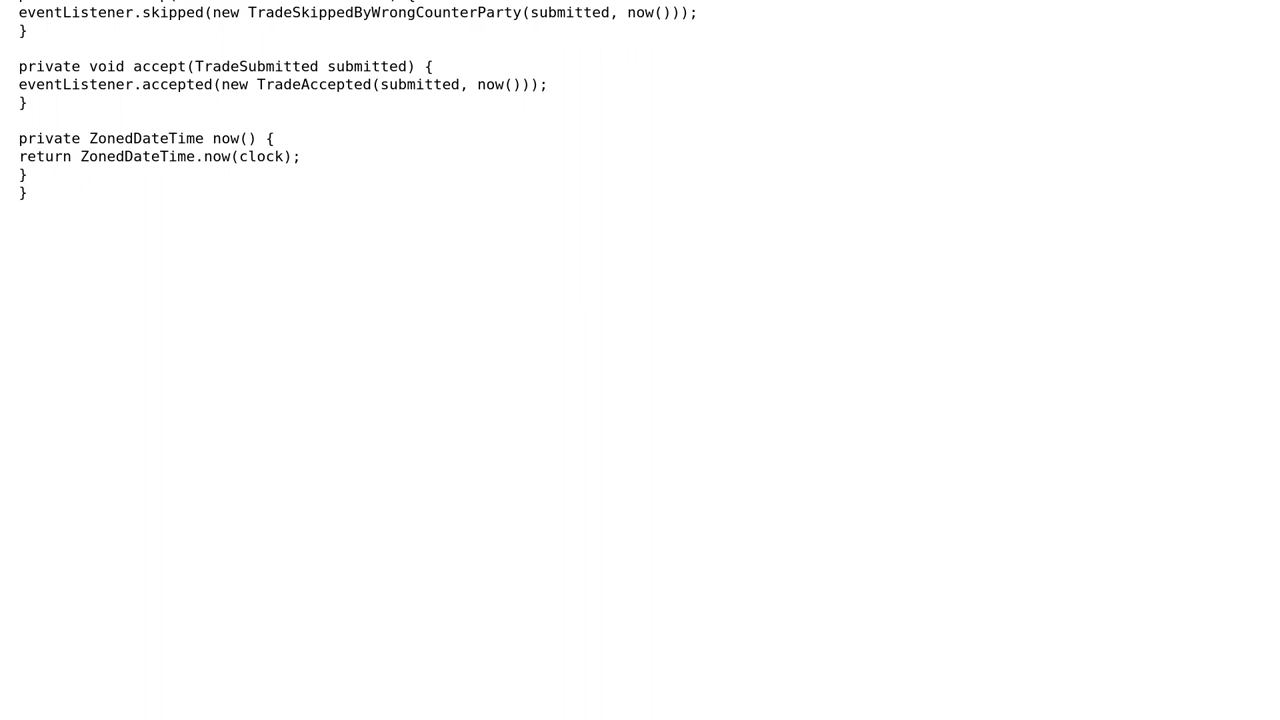 eventListener.skipped(new TradeSkippedByWrongCounterParty(submitted, now()));
}

private void accept(TradeSubmitted submitted) {
eventListener.accepted(new TradeAccepted(submitted, now()));
}

private ZonedDateTime now() {
return ZonedDateTime.now(clock);
}
}